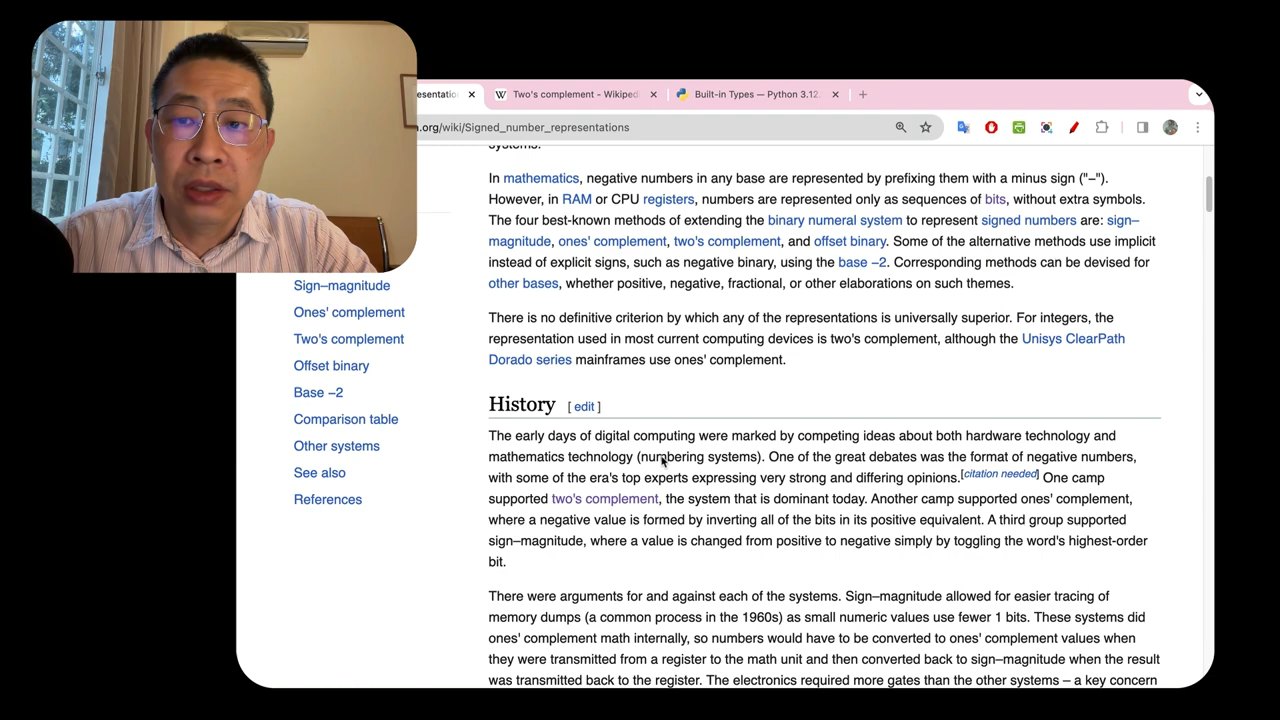 esentatio
Two's complement - Wikiped
Built-in Types — Python 3.12.
n.org/wiki/Signed_number_representations
systems.
In mathematics, negative numbers in any base are represented by prefixing them with a minus sign ("−").
However, in RAM or CPU registers, numbers are represented only as sequences of bits, without extra symbols.
The four best-known methods of extending the binary numeral system to represent signed numbers are: sign–
magnitude, ones' complement, two's complement, and offset binary. Some of the alternative methods use implicit
instead of explicit signs, such as negative binary, using the base −2. Corresponding methods can be devised for
other bases, whether positive, negative, fractional, or other elaborations on such themes.
There is no definitive criterion by which any of the representations is universally superior. For integers, the
representation used in most current computing devices is two's complement, although the Unisys ClearPath
Dorado series mainframes use ones' complement.
Sign–magnitude
Ones' complement
Two's complement
Offset binary
Base −2
Comparison table
Other systems
See also
References
History [ edit ]
The early days of digital computing were marked by competing ideas about both hardware technology and
mathematics technology (numbering systems). One of the great debates was the format of negative numbers,
with some of the era's top experts expressing very strong and differing opinions.[citation needed] One camp
supported two's complement, the system that is dominant today. Another camp supported ones' complement,
where a negative value is formed by inverting all of the bits in its positive equivalent. A third group supported
sign–magnitude, where a value is changed from positive to negative simply by toggling the word's highest-order
bit.
There were arguments for and against each of the systems. Sign–magnitude allowed for easier tracing of
memory dumps (a common process in the 1960s) as small numeric values use fewer 1 bits. These systems did
ones' complement math internally, so numbers would have to be converted to ones' complement values when
they were transmitted from a register to the math unit and then converted back to sign–magnitude when the result
was transmitted back to the register. The electronics required more gates than the other systems – a key concern